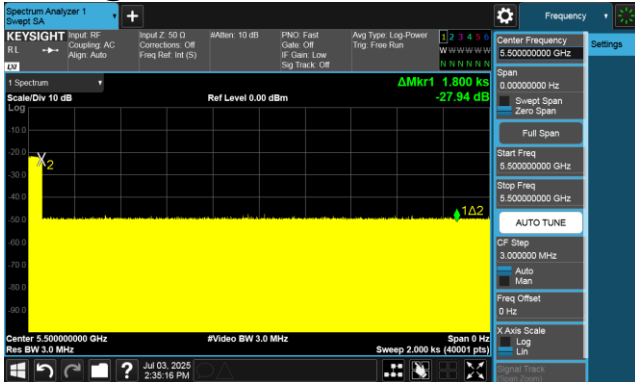 Spectrum Analyzer 1
Swept SA
+
Frequency
KEYSIGHT
RL
LXI
Input: RF
Coupling: AC
Align: Auto
Input Z: 50 Ω
Corrections: Off
Freq Ref: Int (S)
#Atten: 10 dB
PNO: Fast
Gate: Off
IF Gain: Low
Sig Track: Off
Avg Type: Log-Power
Trig: Free Run
1 2 3 4 5 6
W W W W W W
N N N N N N
Center Frequency
5.500000000 GHz
Settings
1 Spectrum
ΔMkr1 1.800 ks
-27.94 dB
Scale/Div 10 dB
Ref Level 0.00 dBm
Log
-10.0
-20.0
-30.0
-40.0
-50.0
-60.0
-70.0
-80.0
-90.0
X2
1Δ2
Span
0.00000000 Hz
Swept Span
Zero Span
Full Span
Start Freq
5.500000000 GHz
Stop Freq
5.500000000 GHz
AUTO TUNE
CF Step
3.000000 MHz
Auto
Man
Freq Offset
0 Hz
X Axis Scale
Log
Lin
Signal Track
(Span Zoom)
Center 5.500000000 GHz
Res BW 3.0 MHz
#Video BW 3.0 MHz
Span 0 Hz
Sweep 2.000 ks (40001 pts)
?
Jul 03, 2025
2:35:16 PM